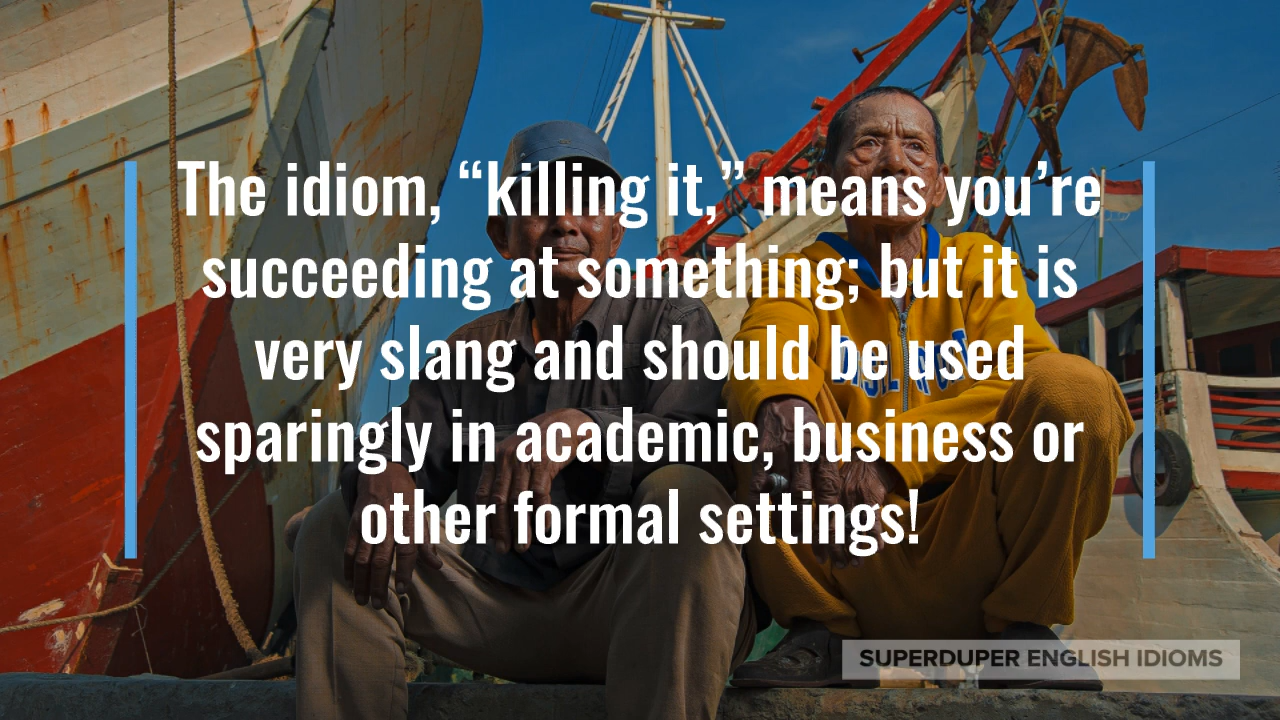 The idiom, “killing it,” means you’re
succeeding at something; but it is
very slang and should be used
sparingly in academic, business or
other formal settings!
SUPERDUPER ENGLISH IDIOMS